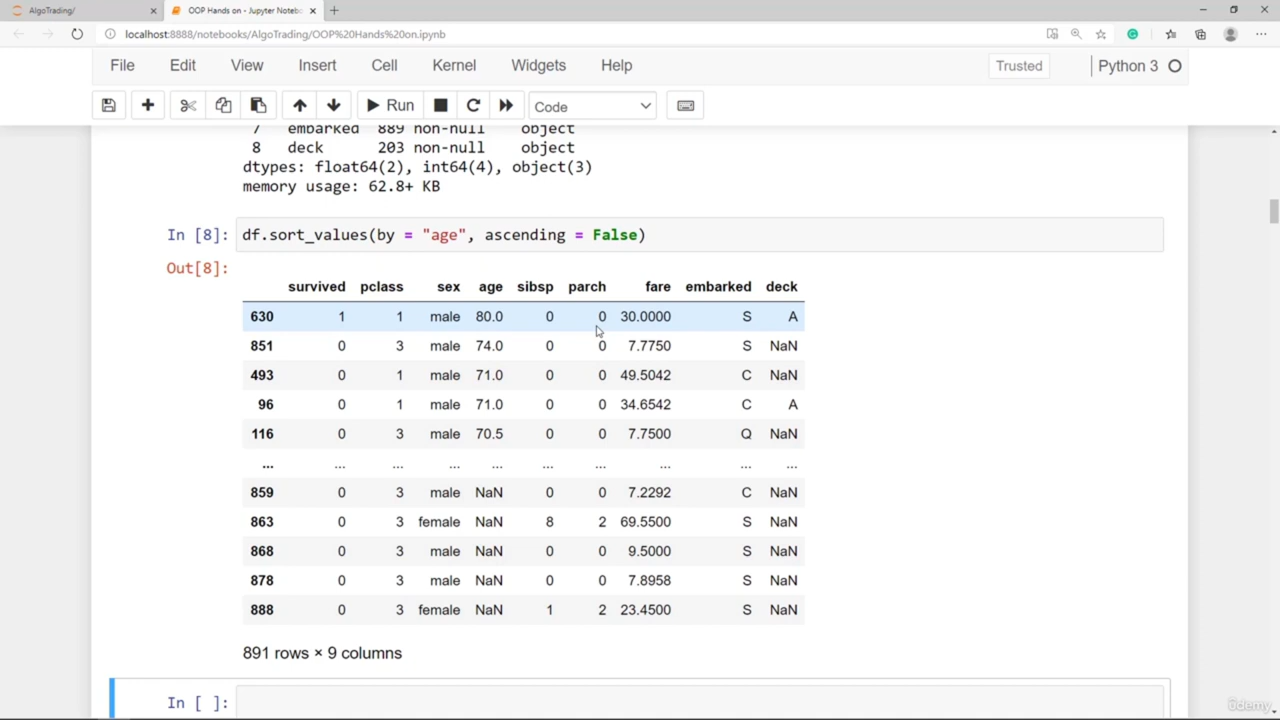 AlgoTrading/
OOP Hands on - Jupyter Notebo
localhost:8888/notebooks/AlgoTrading/OOP%20Hands%20on.ipynb
File Edit View Insert Cell Kernel Widgets Help Trusted Python 3
Run Code
7 embarked 889 non-null object
8 deck 203 non-null object
dtypes: float64(2), int64(4), object(3)
memory usage: 62.8+ KB
In [8]: df.sort_values(by = "age", ascending = False)
Out[8]:
survived pclass sex age sibsp parch fare embarked deck
630 1 1 male 80.0 0 0 30.0000 S A
851 0 3 male 74.0 0 0 7.7750 S NaN
493 0 1 male 71.0 0 0 49.5042 C NaN
96 0 1 male 71.0 0 0 34.6542 C A
116 0 3 male 70.5 0 0 7.7500 Q NaN
... ... ... ... ... ... ... ... ... ...
859 0 3 male NaN 0 0 7.2292 C NaN
863 0 3 female NaN 8 2 69.5500 S NaN
868 0 3 male NaN 0 0 9.5000 S NaN
878 0 3 male NaN 0 0 7.8958 S NaN
888 0 3 female NaN 1 2 23.4500 S NaN
891 rows × 9 columns
In [ ]:
ûdemy